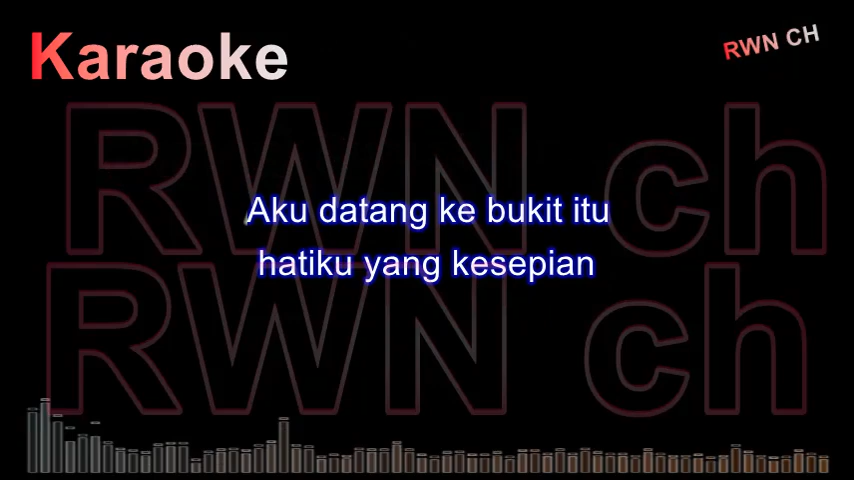 Karaoke
RWN CH
RWN ch
Aku datang ke bukit itu
hatiku yang kesepian
RWN ch